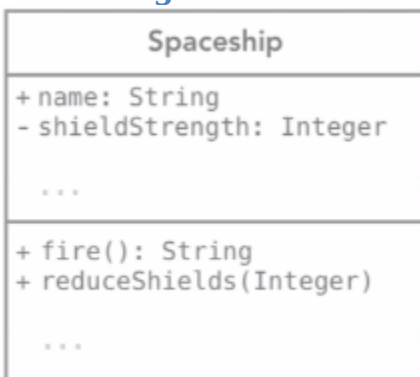 Spaceship
+ name: String
- shieldStrength: Integer
...
+ fire(): String
+ reduceShields(Integer)
...